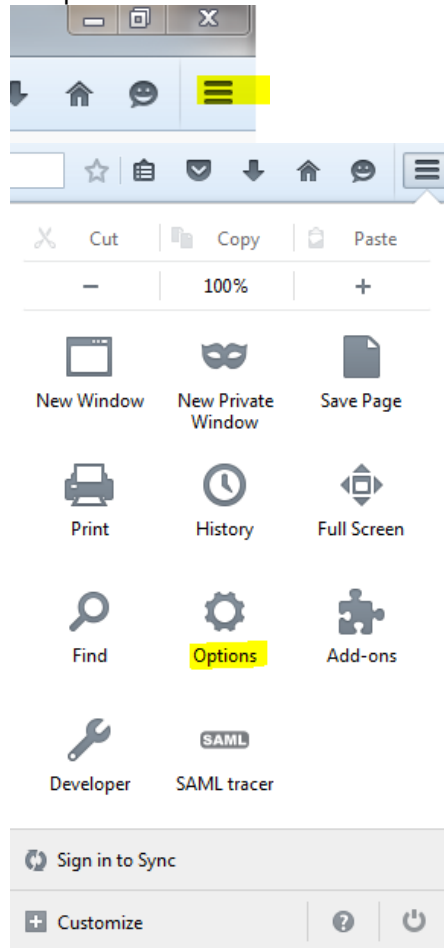 Cut Copy Paste
100%
New Window New Private Save Page
Window
Print History Full Screen
Find Options Add-ons
SAML
Developer SAML tracer
Sign in to Sync
Customize